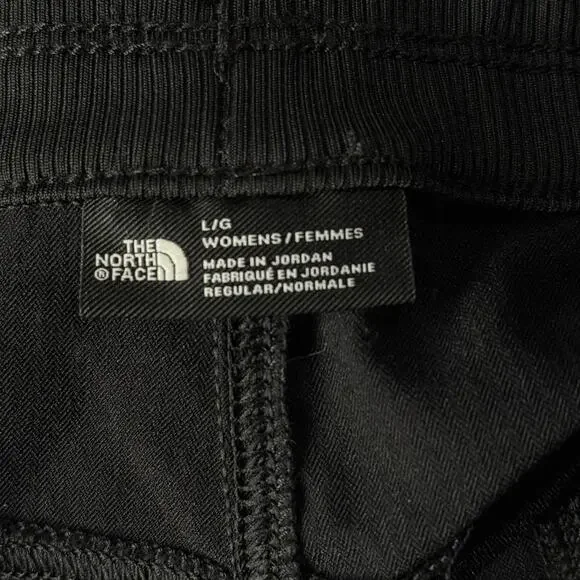 THE
NORTH
® FACE
L/G
WOMENS/FEMMES
MADE IN JORDAN
FABRIQUÉ EN JORDANIE
REGULAR/NORMALE